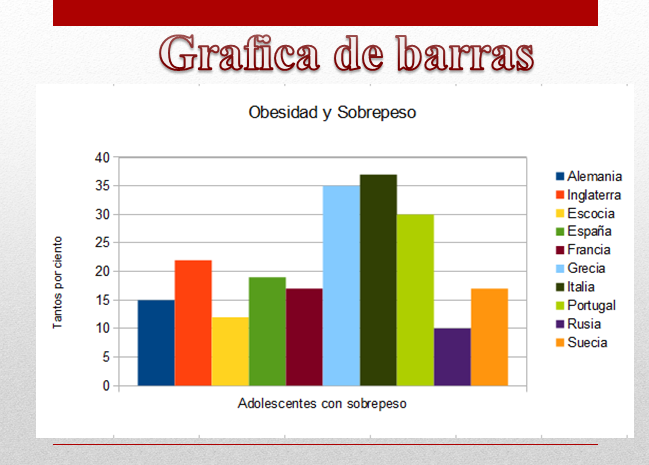 Grafica de barras
Obesidad y Sobrepeso
40
35
30
25
20
15
10
5
0
Tantos por ciento
Adolescentes con sobrepeso
Alemania
Inglaterra
Escocia
España
Francia
Grecia
Italia
Portugal
Rusia
Suecia